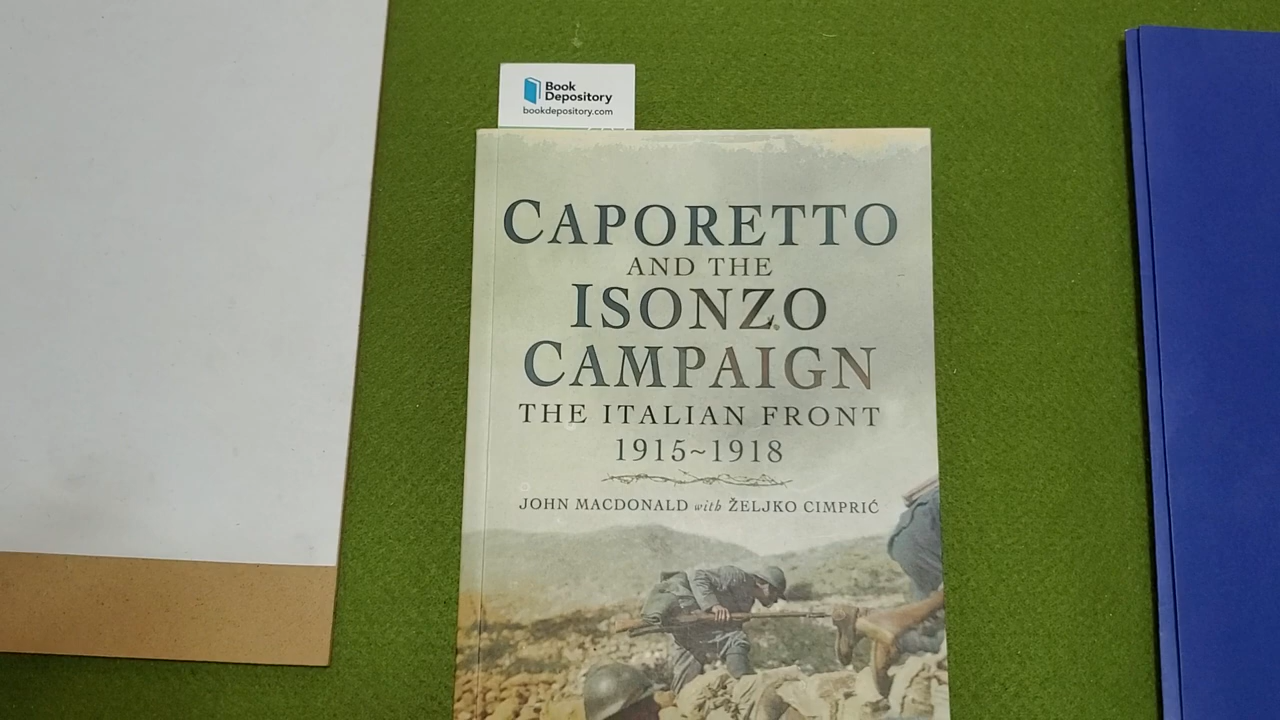 Book
Depository
bookdepository.com
CAPORETTO
AND THE
ISONZO
CAMPAIGN
THE ITALIAN FRONT
1915~1918
JOHN MACDONALD with ŽELJKO CIMPRIĆ